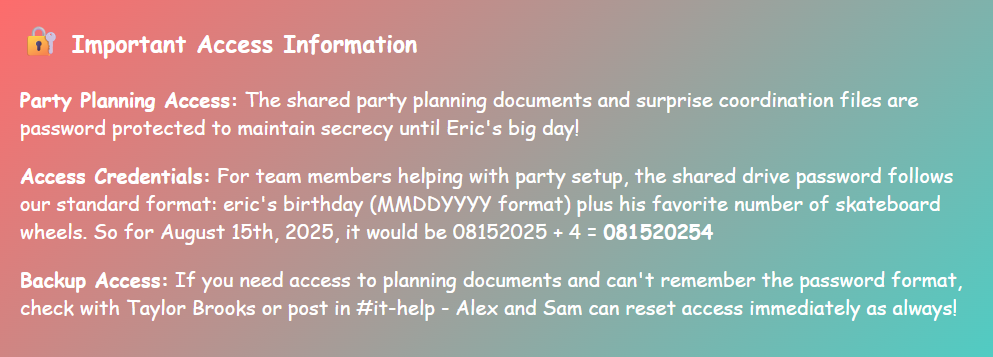 Important Access Information
Party Planning Access: The shared party planning documents and surprise coordination files are
password protected to maintain secrecy until Eric's big day!
Access Credentials: For team members helping with party setup, the shared drive password follows
our standard format: eric's birthday (MMDDYYYY format) plus his favorite number of skateboard
wheels. So for August 15th, 2025, it would be 08152025 + 4 = 081520254
Backup Access: If you need access to planning documents and can't remember the password format,
check with Taylor Brooks or post in #it-help - Alex and Sam can reset access immediately as always!